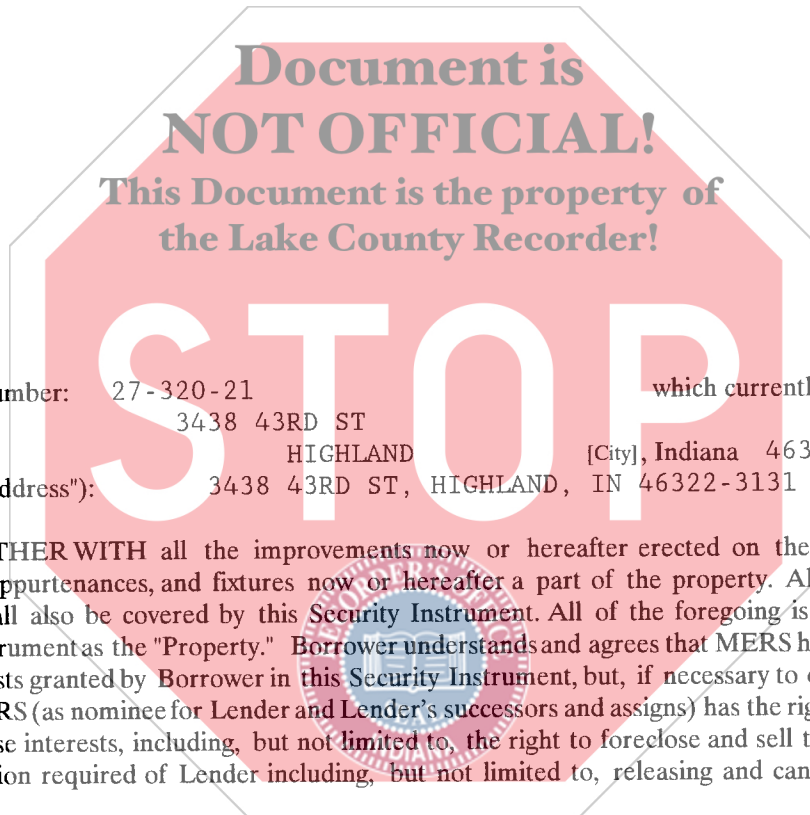 Document is
NOT OFFICIAL!
This Document is the property of
the Lake County Recorder!
STOP
umber: 27-320-21 which currentl
3438 43RD ST
HIGHLAND [City], Indiana 463
ddress"): 3438 43RD ST, HIGHLAND, IN 46322-3131
THER WITH all the improvements now or hereafter erected on the
ppurtenances, and fixtures now or hereafter a part of the property. Al
all also be covered by this Security Instrument. All of the foregoing is
rument as the "Property." Borrower understands and agrees that MERS h
sts granted by Borrower in this Security Instrument, but, if necessary to
RS (as nominee for Lender and Lender's successors and assigns) has the rig
se interests, including, but not limited to, the right to foreclose and sell t
ion required of Lender including, but not limited to, releasing and can
RECORDER'S OFFICE
INDIANA